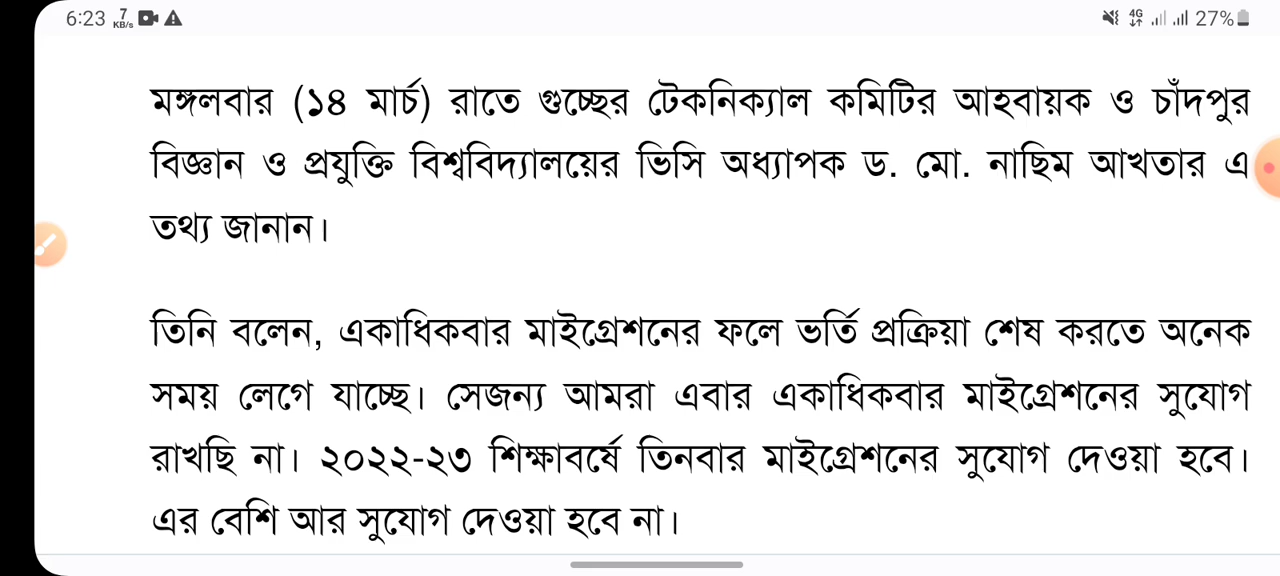 6:23 7 KB/s 4G 27%
মঙ্গলবার (১৪ মার্চ) রাতে গুচ্ছের টেকনিক্যাল কমিটির আহবায়ক ও চাঁদপুর
বিজ্ঞান ও প্রযুক্তি বিশ্ববিদ্যালয়ের ভিসি অধ্যাপক ড. মো. নাছিম আখতার এ
তথ্য জানান।
তিনি বলেন, একাধিকবার মাইগ্রেশনের ফলে ভর্তি প্রক্রিয়া শেষ করতে অনেক
সময় লেগে যাচ্ছে। সেজন্য আমরা এবার একাধিকবার মাইগ্রেশনের সুযোগ
রাখছি না। ২০২২-২৩ শিক্ষাবর্ষে তিনবার মাইগ্রেশনের সুযোগ দেওয়া হবে।
এর বেশি আর সুযোগ দেওয়া হবে না।